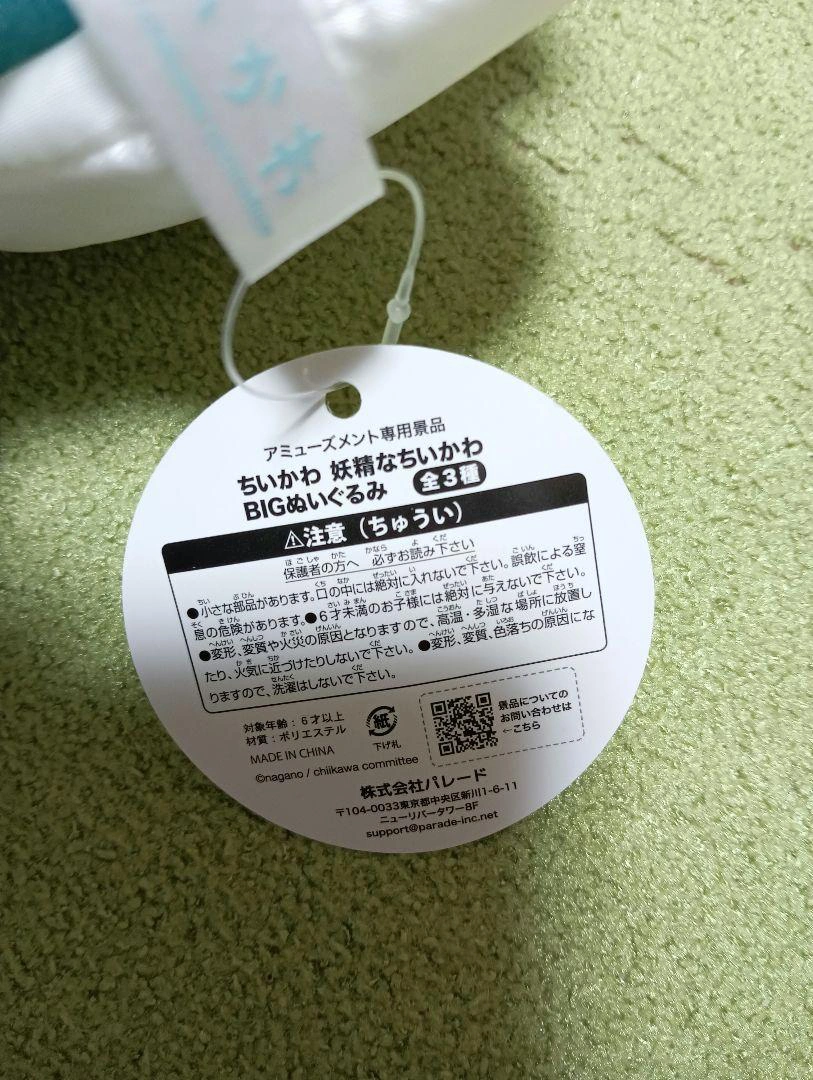 かわ
アミューズメント専用景品
ちいかわ 妖精なちいかわ
BIGぬいぐるみ 全3種
⚠注意（ちゅうい）
保護者の方へ 必ずお読み下さい
●小さな部品があります。口の中には絶対に入れないで下さい。誤飲による窒
息の危険があります。●6才未満のお子様には絶対に与えないで下さい。
●変形、変質や火災の原因となりますので、高温・多湿な場所に放置し
たり、火気に近づけたりしないで下さい。●変形、変質、色落ちの原因にな
りますので、洗濯はしないで下さい。
対象年齢：6才以上
材質：ポリエステル
MADE IN CHINA
©nagano / chiikawa committee
紙
下げ札
景品についての
お問い合わせは
←こちら
株式会社パレード
〒104-0033東京都中央区新川1-6-11
ニューリバータワー8F
support@parade-inc.net